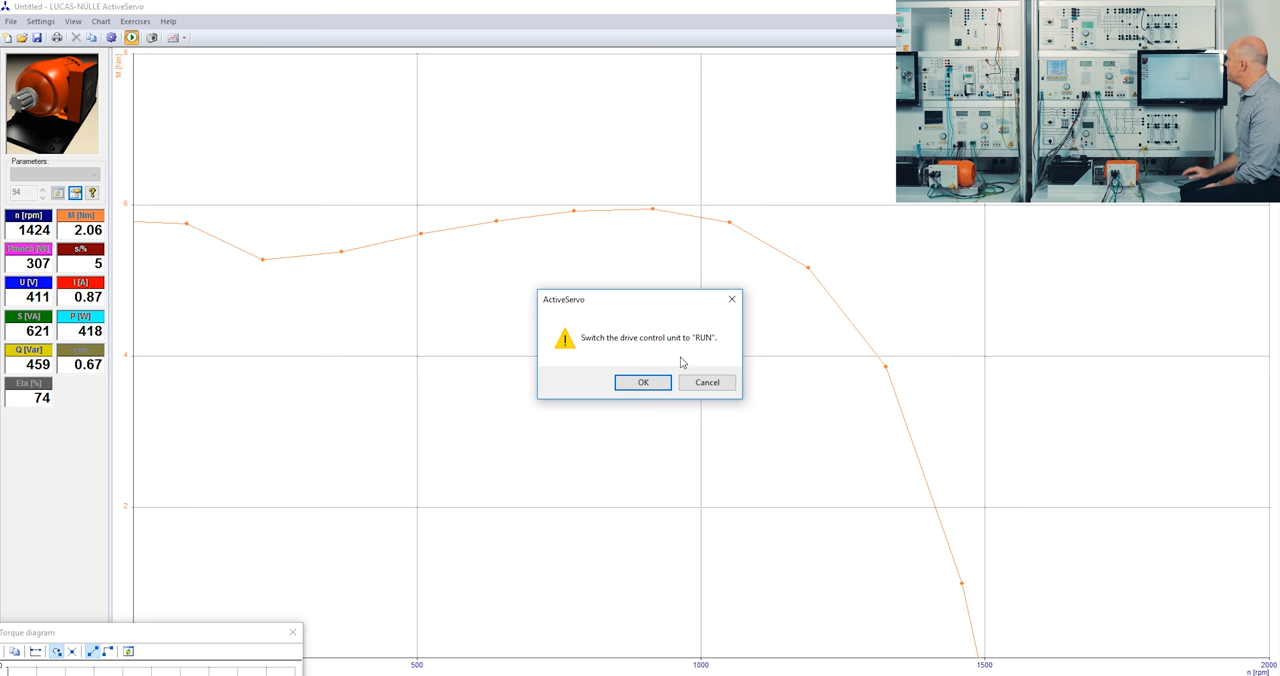 Untitled - LUCAS-NÜLLE ActiveServo
File Settings View Chart Exercises Help
Parameters:
94
n [rpm] M [Nm]
1424 2.06
Pmech [W] s/%
307 5
U [V] I [A]
411 0.87
S [VA] P [W]
621 418
Q [Var]
459 0.67
Eta [%]
74
M [Nm]
8
6
4
2
500 1000 1500 2000
n [rpm]
ActiveServo
Switch the drive control unit to "RUN".
OK Cancel
Torque diagram